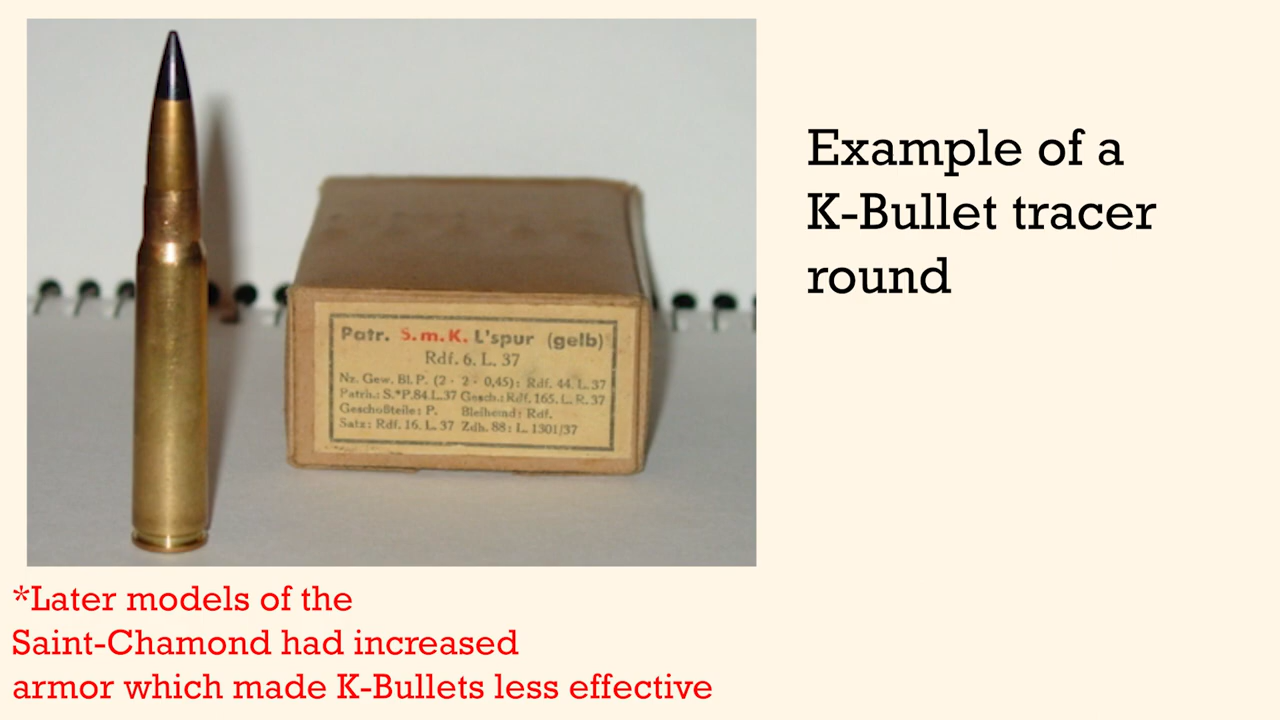 Example of a
K-Bullet tracer
round
Patr. S.m.K. L'spur (gelb)
Rdf. 6. L. 37
Nz. Gew. Bl. P. (2 · 2 · 0,45): Rdf. 44. L. 37
Patrh.: S.*P.84.L.37 Gesch.: Rdf. 165. L. R. 37
Geschoßteile: P. Bleihemd: Rdf.
Satz: Rdf. 16. L. 37 Zdh. 88: L. 1301/37
*Later models of the
Saint-Chamond had increased
armor which made K-Bullets less effective